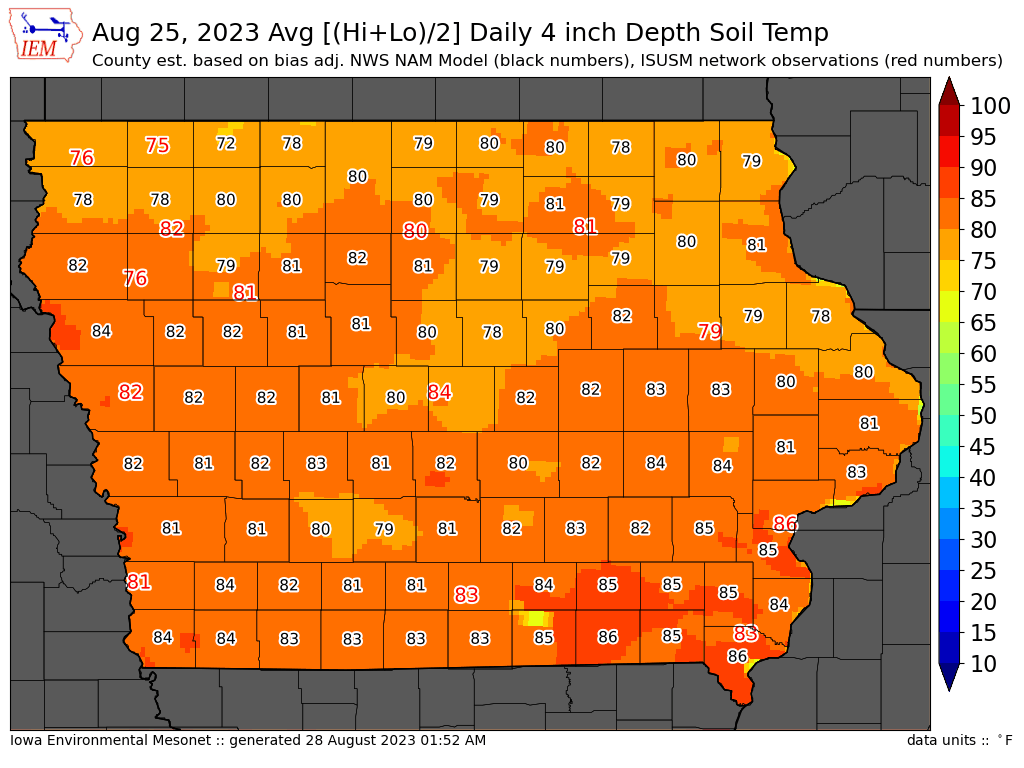 IEM
Aug 25, 2023 Avg [(Hi+Lo)/2] Daily 4 inch Depth Soil Temp
County est. based on bias adj. NWS NAM Model (black numbers), ISUSM network observations (red numbers)
76 75 72 78 79 80 80 78 80 79
80
78 78 80 80 80 79 81 79
82 80 81
80 81
82 76 79 81 82 81 79 79 79
81
84 82 82 81 81 80 78 80 82 79 79 78
82 82 82 81 80 84 82 82 83 83 80 80
81
82 81 82 83 81 82 80 82 84 84 81 83
81 81 80 79 81 82 83 82 85 86
85
81 84 82 81 81 83 84 85 85 85 84
84 84 83 83 83 83 85 86 85 83
86
100
95
90
85
80
75
70
65
60
55
50
45
40
35
30
25
20
15
10
Iowa Environmental Mesonet :: generated 28 August 2023 01:52 AM
data units :: °F